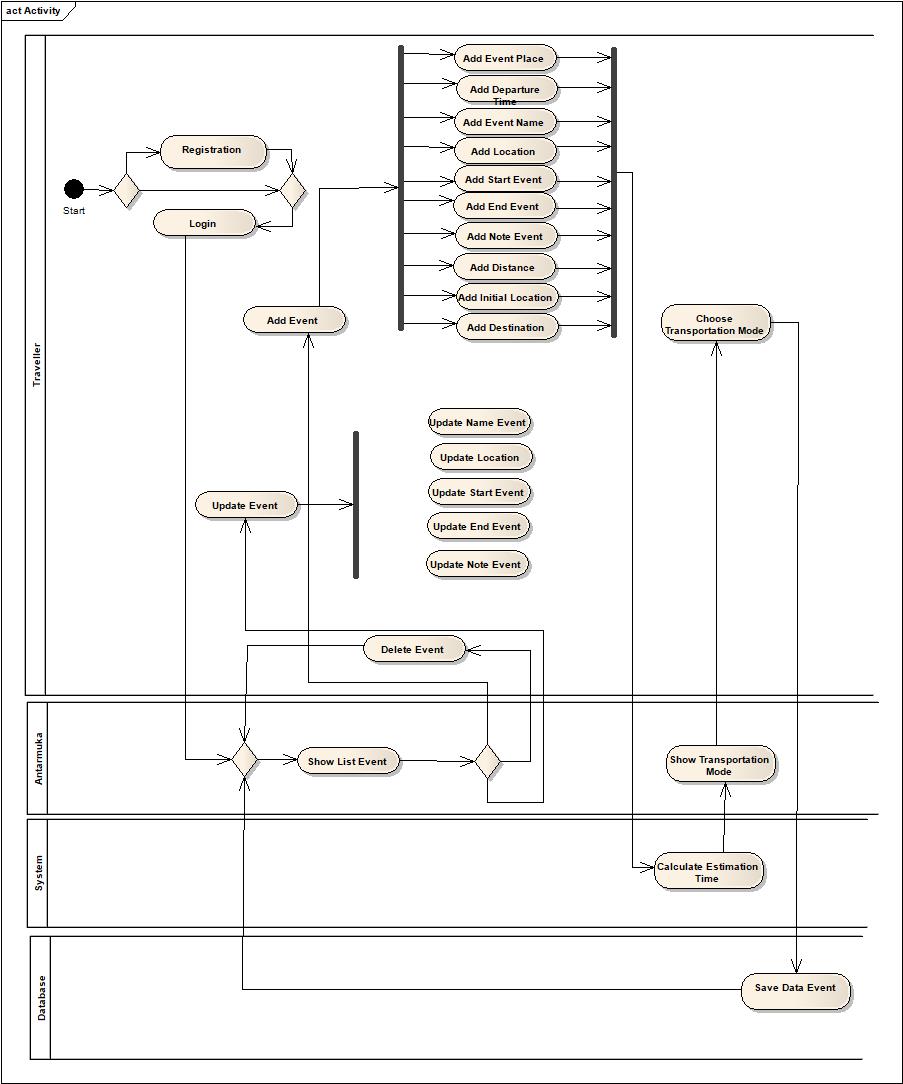 act Activity
Traveller
Start
Registration
Login
Add Event
Add Event Place
Add Departure
Time
Add Event Name
Add Location
Add Start Event
Add End Event
Add Note Event
Add Distance
Add Initial Location
Add Destination
Choose
Transportation Mode
Update Event
Update Name Event
Update Location
Update Start Event
Update End Event
Update Note Event
Delete Event
Antarmuka
Show List Event
Show Transportation
Mode
System
Calculate Estimation
Time
Database
Save Data Event